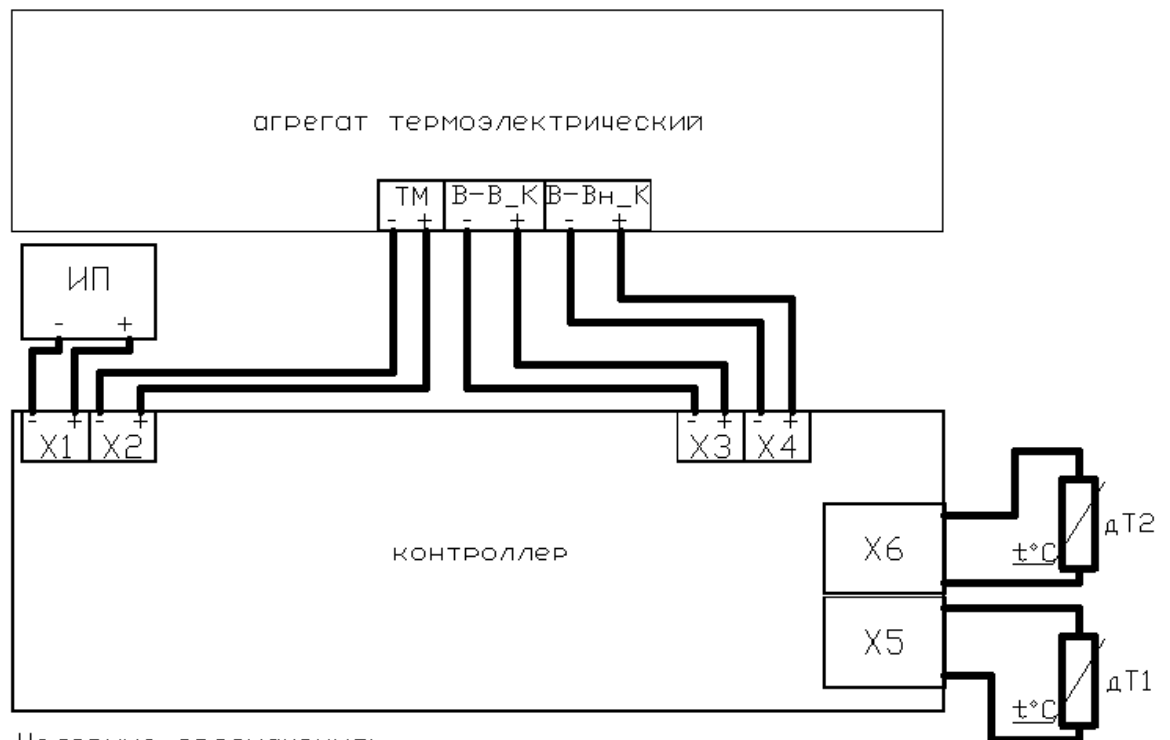 агрегат термоэлектрический
ТМ В-В_К В-Вн_К
- + - + - +
ИП
- +
- + - + - + - +
Х1 Х2 Х3 Х4
контроллер
Х6
t°C
дТ2
Х5
t°C
дТ1